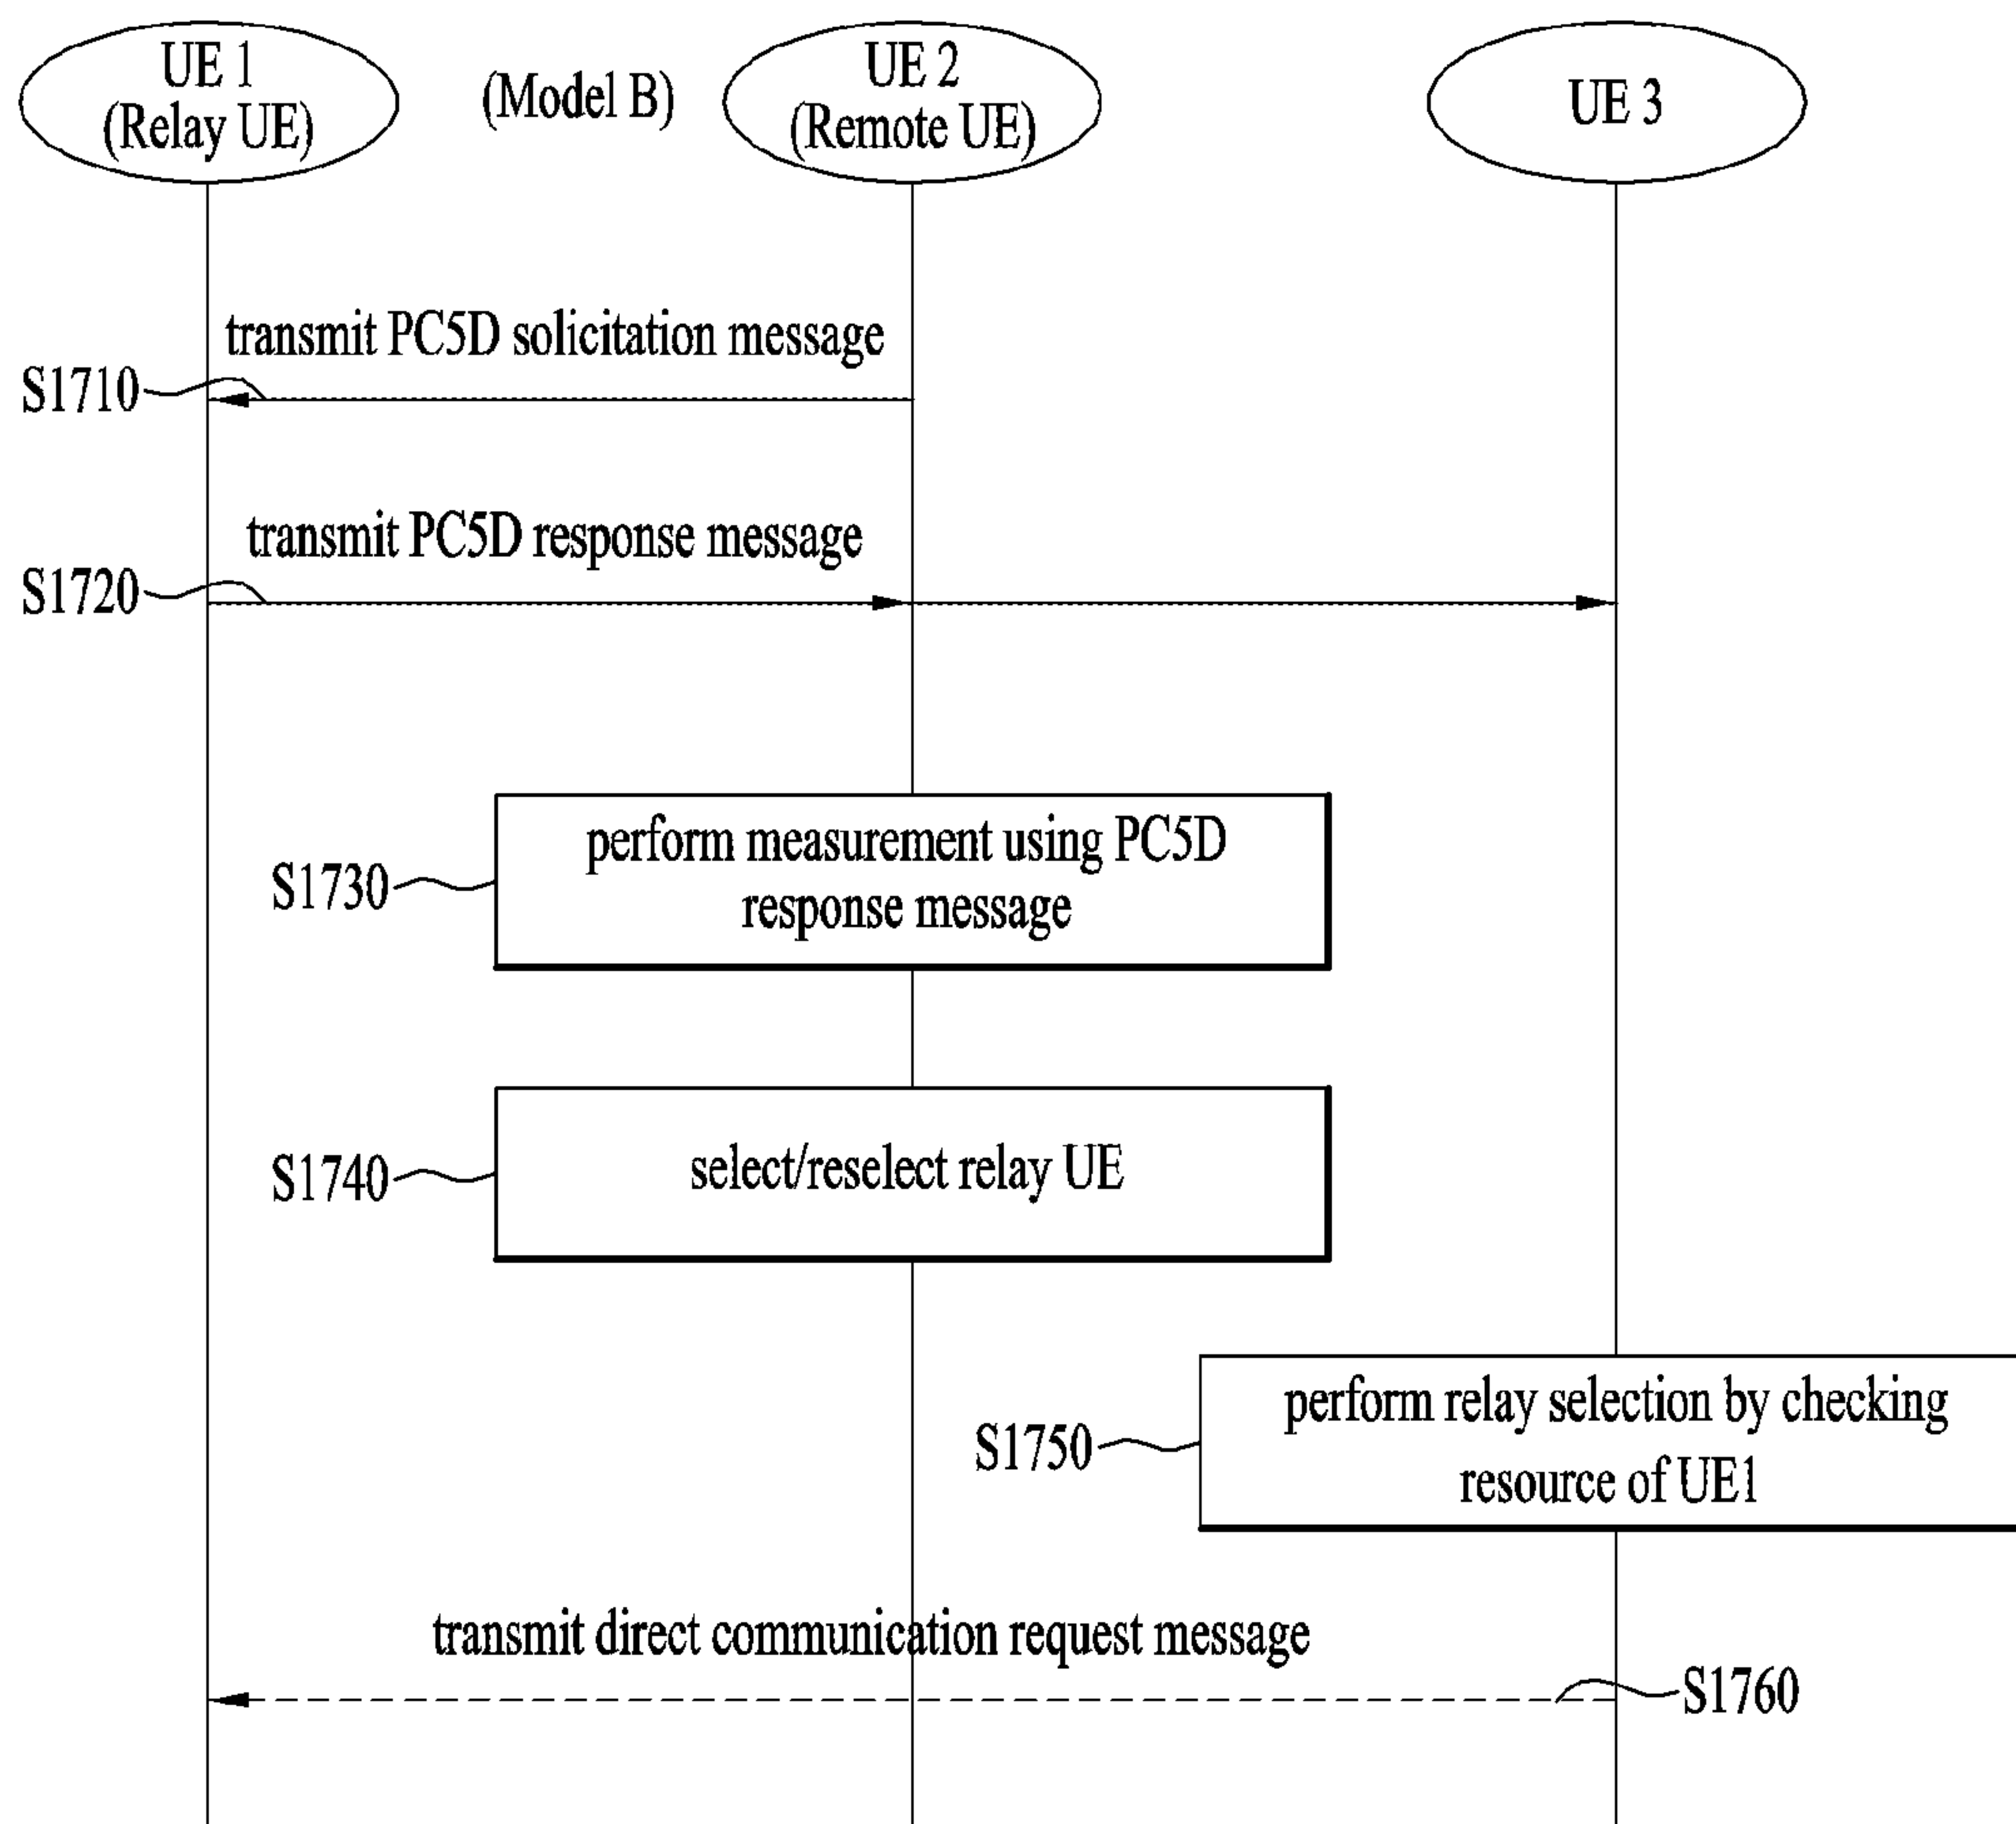 UE 1
(Relay UE)
(Model B)
UE 2
(Remote UE)
UE 3
transmit PC5D solicitation message
S1710
transmit PC5D response message
S1720
perform measurement using PC5D
response message
S1730
select/reselect relay UE
S1740
perform relay selection by checking
resource of UE1
S1750
transmit direct communication request message
S1760